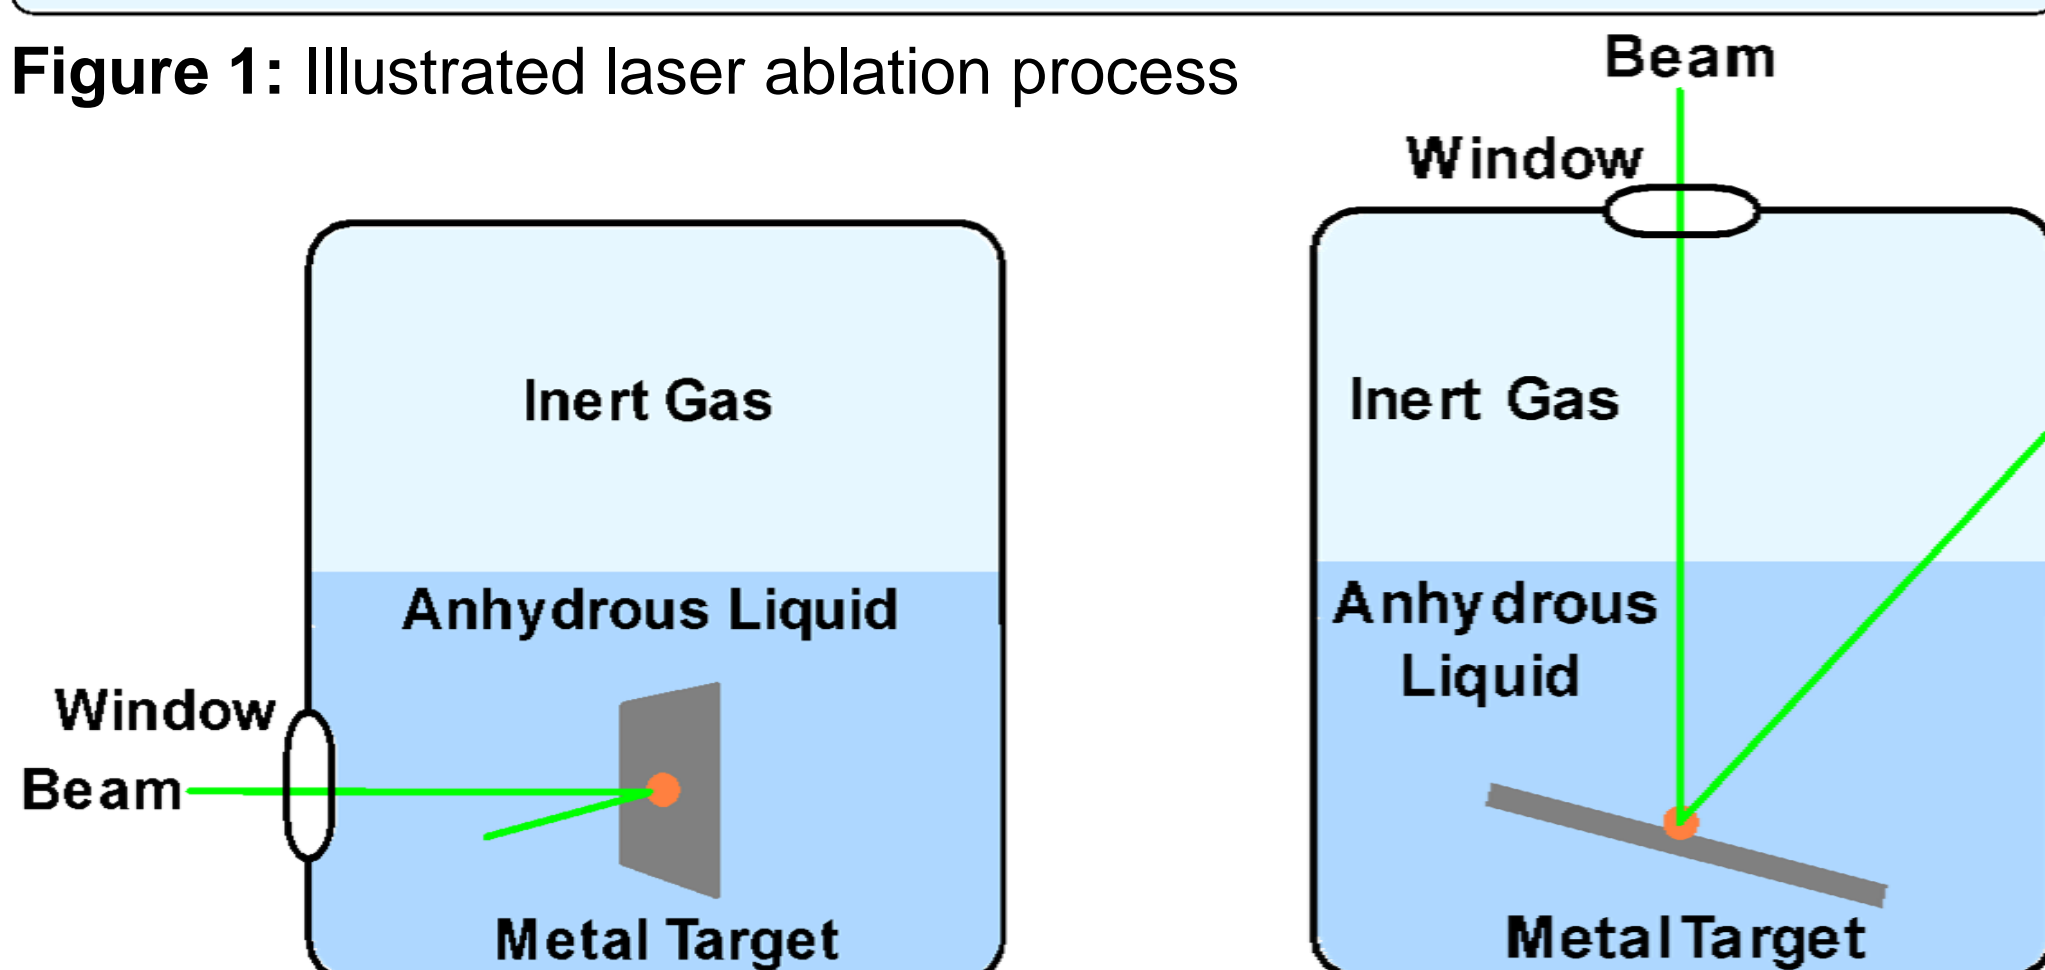 Figure 1: Illustrated laser ablation process
Inert Gas
Anhydrous Liquid
Window
Beam
Metal Target
Beam
Window
Inert Gas
Anhydrous
Liquid
Metal Target